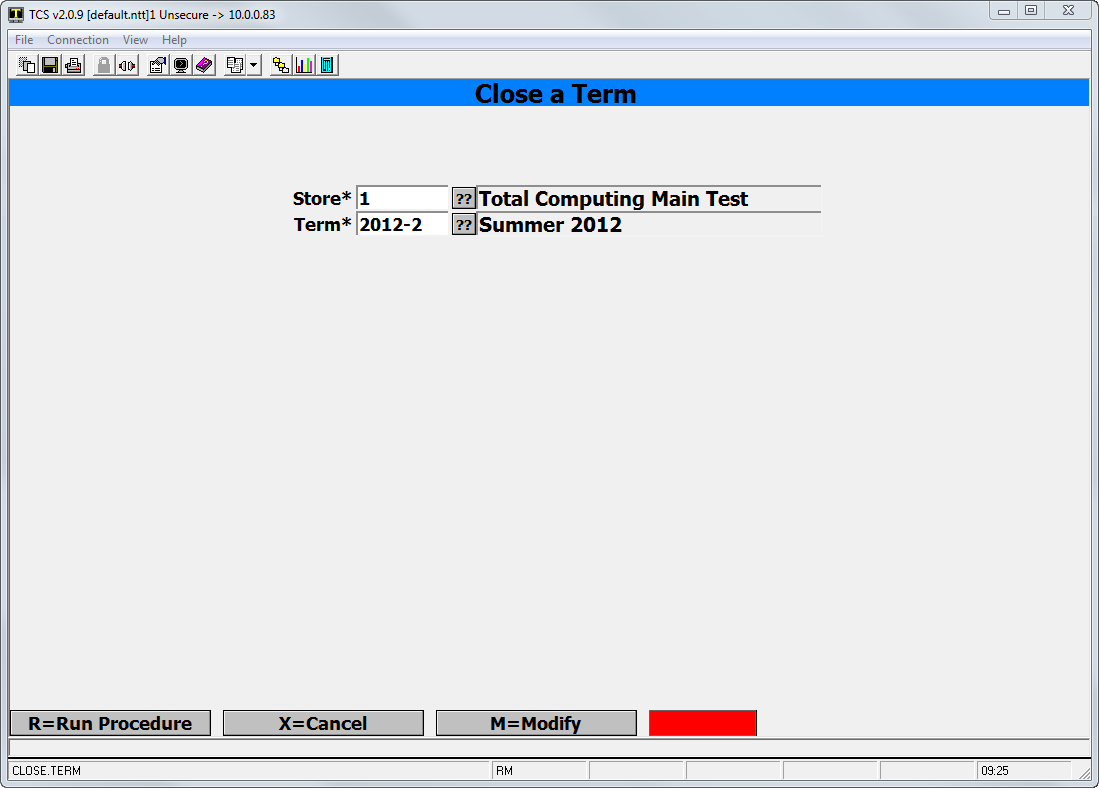 TCS v2.0.9 [default.ntt]1 Unsecure -> 10.0.0.83
File Connection View Help
Close a Term
Store* 1 ?? Total Computing Main Test
Term* 2012-2 ?? Summer 2012
R=Run Procedure X=Cancel M=Modify
CLOSE.TERM RM 09:25